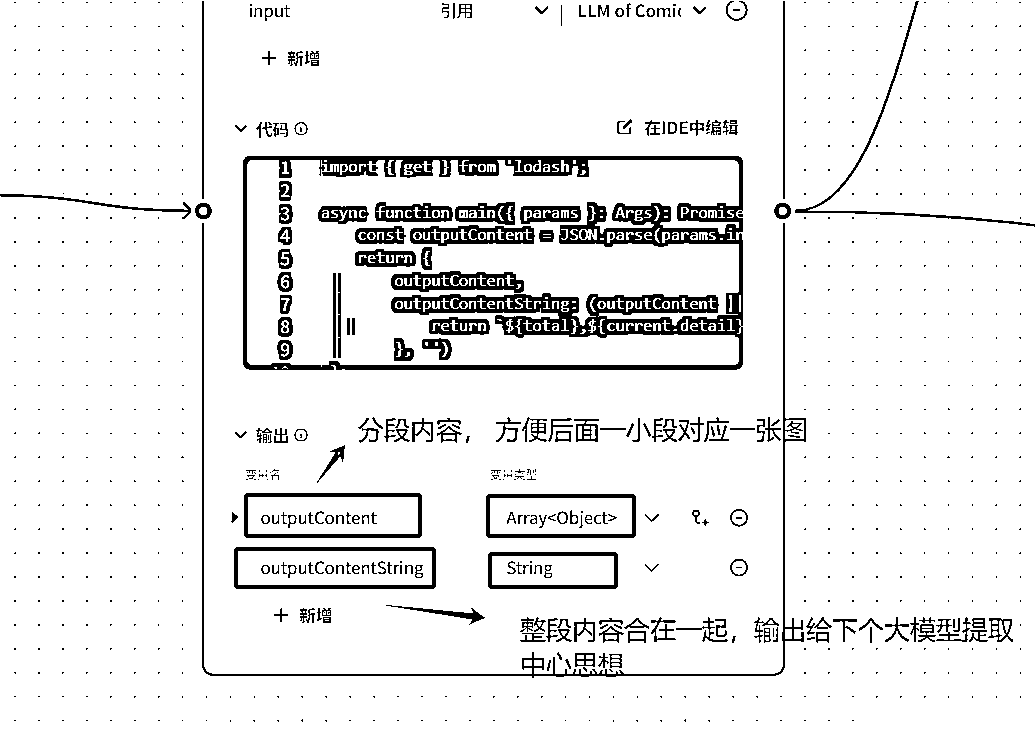 input 引用 LLM of Comic
+ 新增
代码 在IDE中编辑
1 import { get } from 'lodash';
2
3 async function main({ params }: Args): Promise
4 const outputContent = JSON.parse(params.in
5 return {
6 outputContent,
7 outputContentString: (outputContent ||
8 return `${total},${current.detail}
9 }, "")
10 };
输出 分段内容， 方便后面一小段对应一张图
变量名 变量类型
outputContent Array<Object>
outputContentString String
+ 新增
整段内容合在一起，输出给下个大模型提取
中心思想